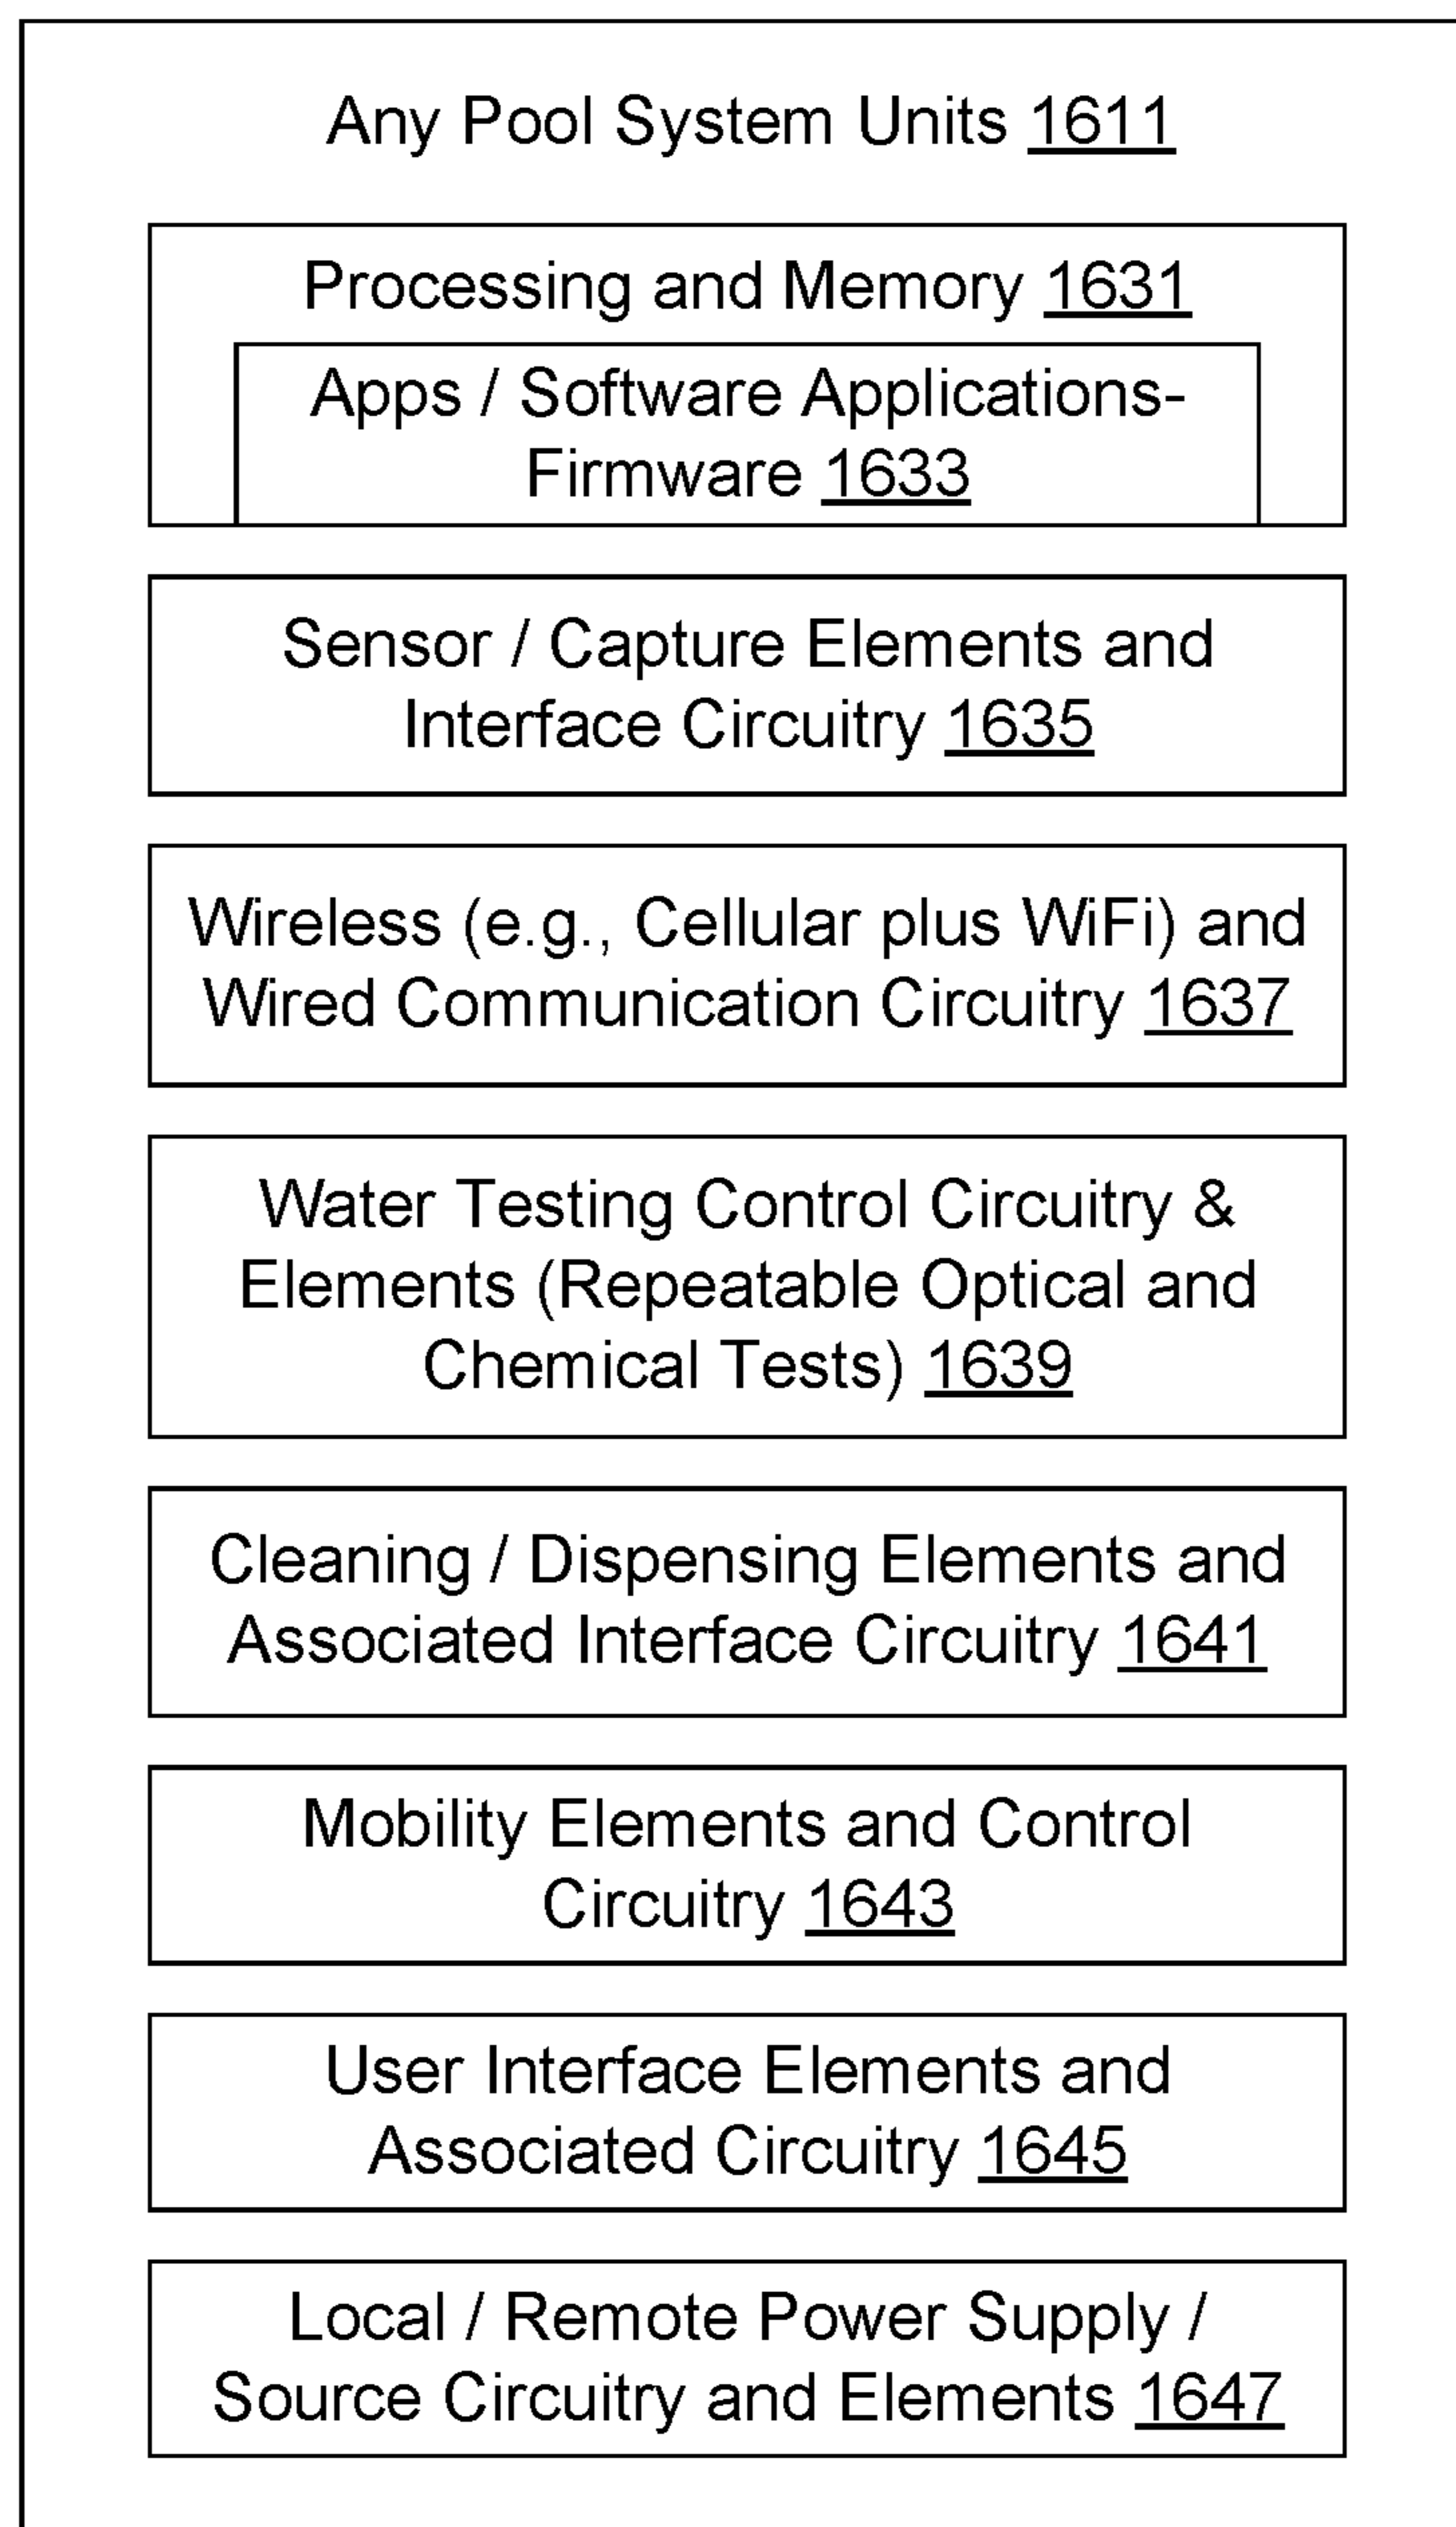 Any Pool System Units 1611
Processing and Memory 1631
Apps / Software Applications-
Firmware 1633
Sensor / Capture Elements and
Interface Circuitry 1635
Wireless (e.g., Cellular plus WiFi) and
Wired Communication Circuitry 1637
Water Testing Control Circuitry &
Elements (Repeatable Optical and
Chemical Tests) 1639
Cleaning / Dispensing Elements and
Associated Interface Circuitry 1641
Mobility Elements and Control
Circuitry 1643
User Interface Elements and
Associated Circuitry 1645
Local / Remote Power Supply /
Source Circuitry and Elements 1647